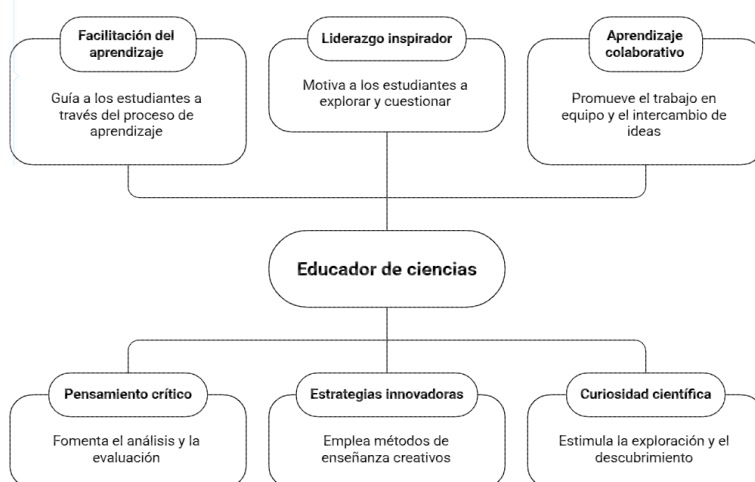 Facilitación del
aprendizaje
Guía a los estudiantes a
través del proceso de
aprendizaje
Liderazgo inspirador
Motiva a los estudiantes a
explorar y cuestionar
Aprendizaje
colaborativo
Promueve el trabajo en
equipo y el intercambio de
ideas
Educador de ciencias
Pensamiento crítico
Fomenta el análisis y la
evaluación
Estrategias innovadoras
Emplea métodos de
enseñanza creativos
Curiosidad científica
Estimula la exploración y el
descubrimiento